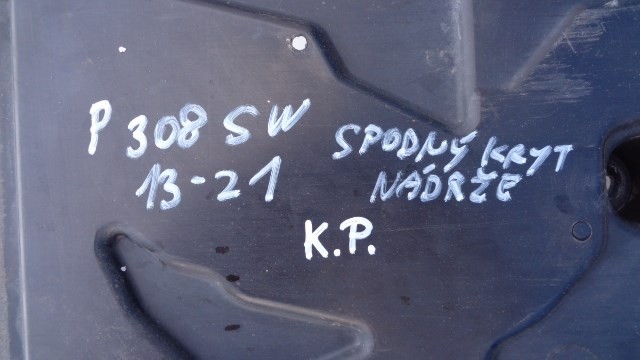 P 308 SW
13-21
SPODNÝ KRYT
NÁDRŽE
K.P.